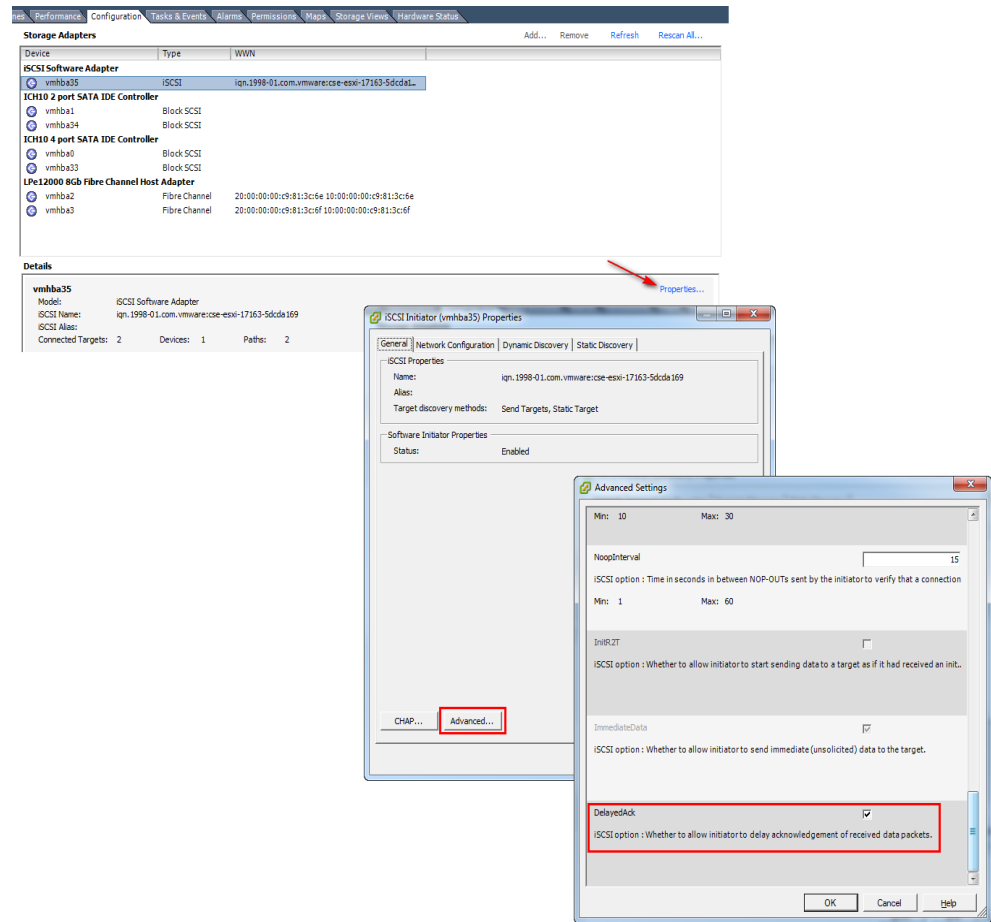 nes Performance Configuration Tasks & Events Alarms Permissions Maps Storage Views Hardware Status
Storage Adapters Add... Remove Refresh Rescan All...
Device Type WWN
iSCSI Software Adapter
vmhba35 iSCSI iqn.1998-01.com.vmware:cse-esxi-17163-5dcda1...
ICH10 2 port SATA IDE Controller
vmhba1 Block SCSI
vmhba34 Block SCSI
ICH10 4 port SATA IDE Controller
vmhba0 Block SCSI
vmhba33 Block SCSI
LPe12000 8Gb Fibre Channel Host Adapter
vmhba2 Fibre Channel 20:00:00:00:c9:81:3c:6e 10:00:00:00:c9:81:3c:6e
vmhba3 Fibre Channel 20:00:00:00:c9:81:3c:6f 10:00:00:00:c9:81:3c:6f
Details
vmhba35 Properties...
Model: iSCSI Software Adapter
iSCSI Name: iqn.1998-01.com.vmware:cse-esxi-17163-5dcda169
iSCSI Alias:
Connected Targets: 2 Devices: 1 Paths: 2
iSCSI Initiator (vmhba35) Properties
General Network Configuration Dynamic Discovery Static Discovery
iSCSI Properties
Name: iqn.1998-01.com.vmware:cse-esxi-17163-5dcda169
Alias:
Target discovery methods: Send Targets, Static Target
Software Initiator Properties
Status: Enabled
CHAP... Advanced...
Advanced Settings
Min: 10 Max: 30
NoopInterval 15
iSCSI option : Time in seconds in between NOP-OUTs sent by the initiator to verify that a connection
Min: 1 Max: 60
InitR2T
iSCSI option : Whether to allow initiator to start sending data to a target as if it had received an init..
ImmediateData
iSCSI option : Whether to allow initiator to send immediate (unsolicited) data to the target.
DelayedAck
iSCSI option : Whether to allow initiator to delay acknowledgement of received data packets.
OK Cancel Help